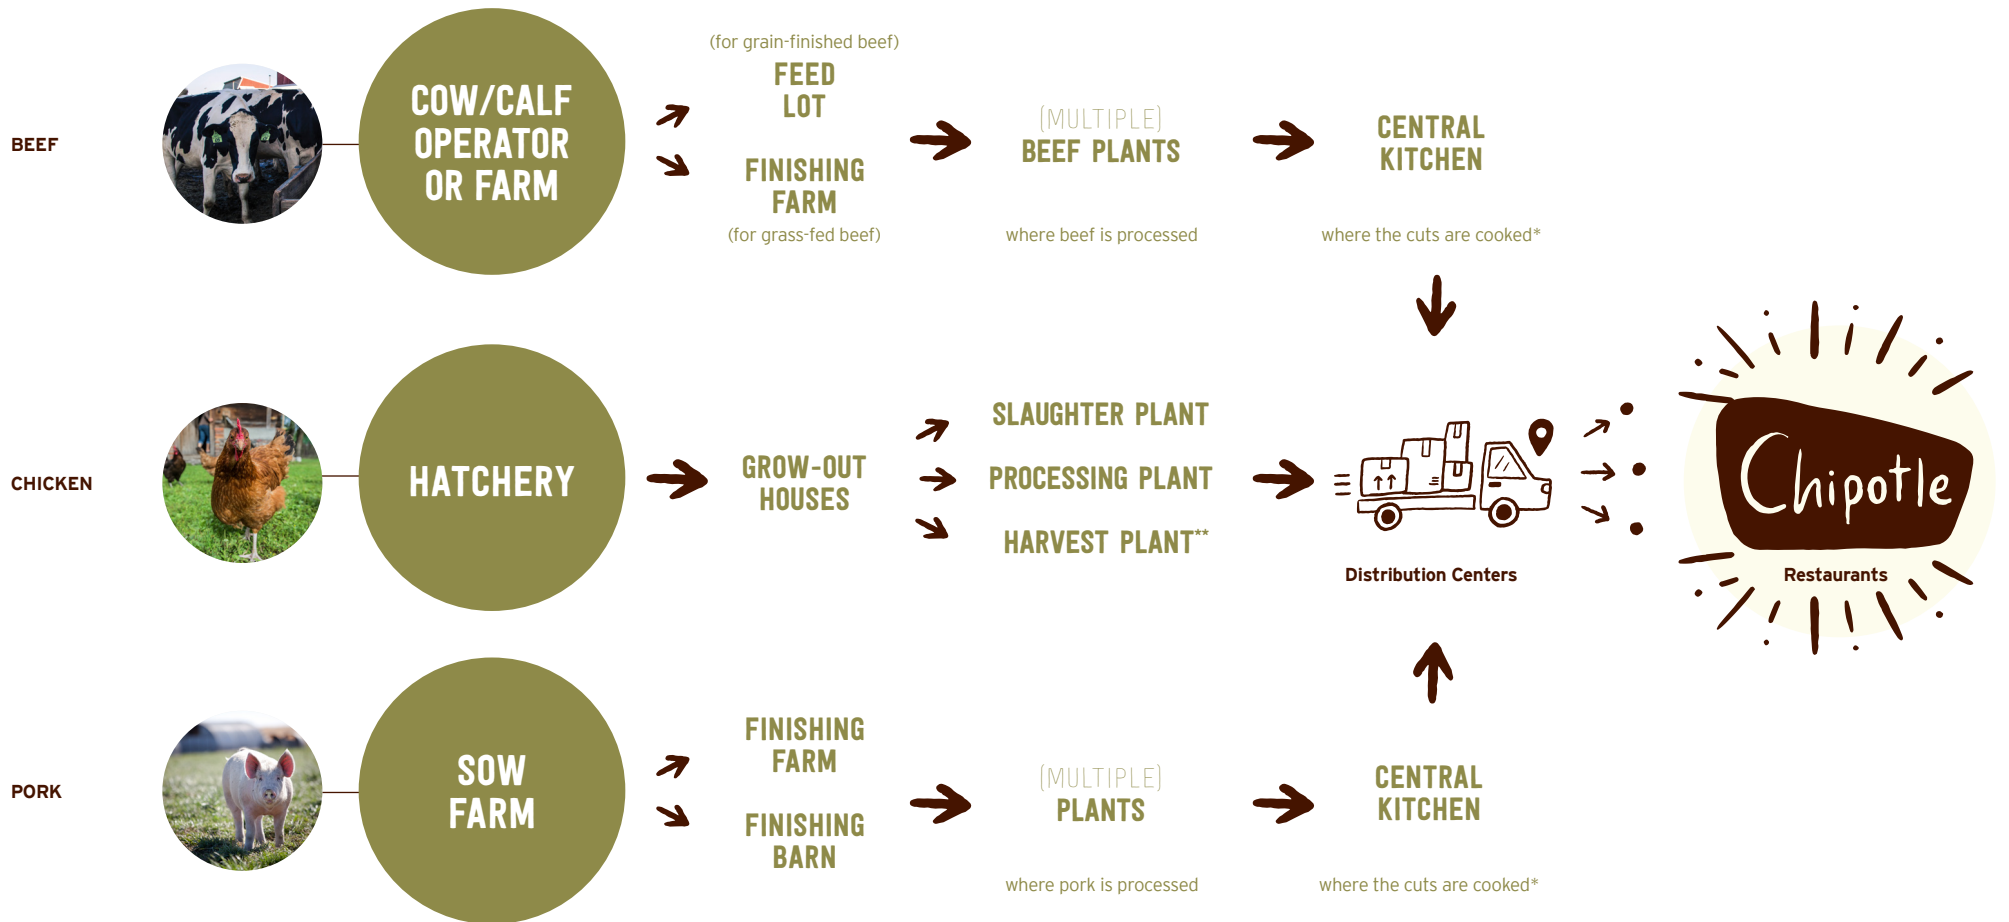 BEEF
COW/CALF
OPERATOR
OR FARM
(for grain-finished beef)
FEED
LOT
FINISHING
FARM
(for grass-fed beef)
(MULTIPLE)
BEEF PLANTS
where beef is processed
CENTRAL
KITCHEN
where the cuts are cooked*
CHICKEN
HATCHERY
GROW-OUT
HOUSES
SLAUGHTER PLANT
PROCESSING PLANT
HARVEST PLANT**
Distribution Centers
Chipotle
Restaurants
PORK
SOW
FARM
FINISHING
FARM
FINISHING
BARN
(MULTIPLE)
PLANTS
where pork is processed
CENTRAL
KITCHEN
where the cuts are cooked*